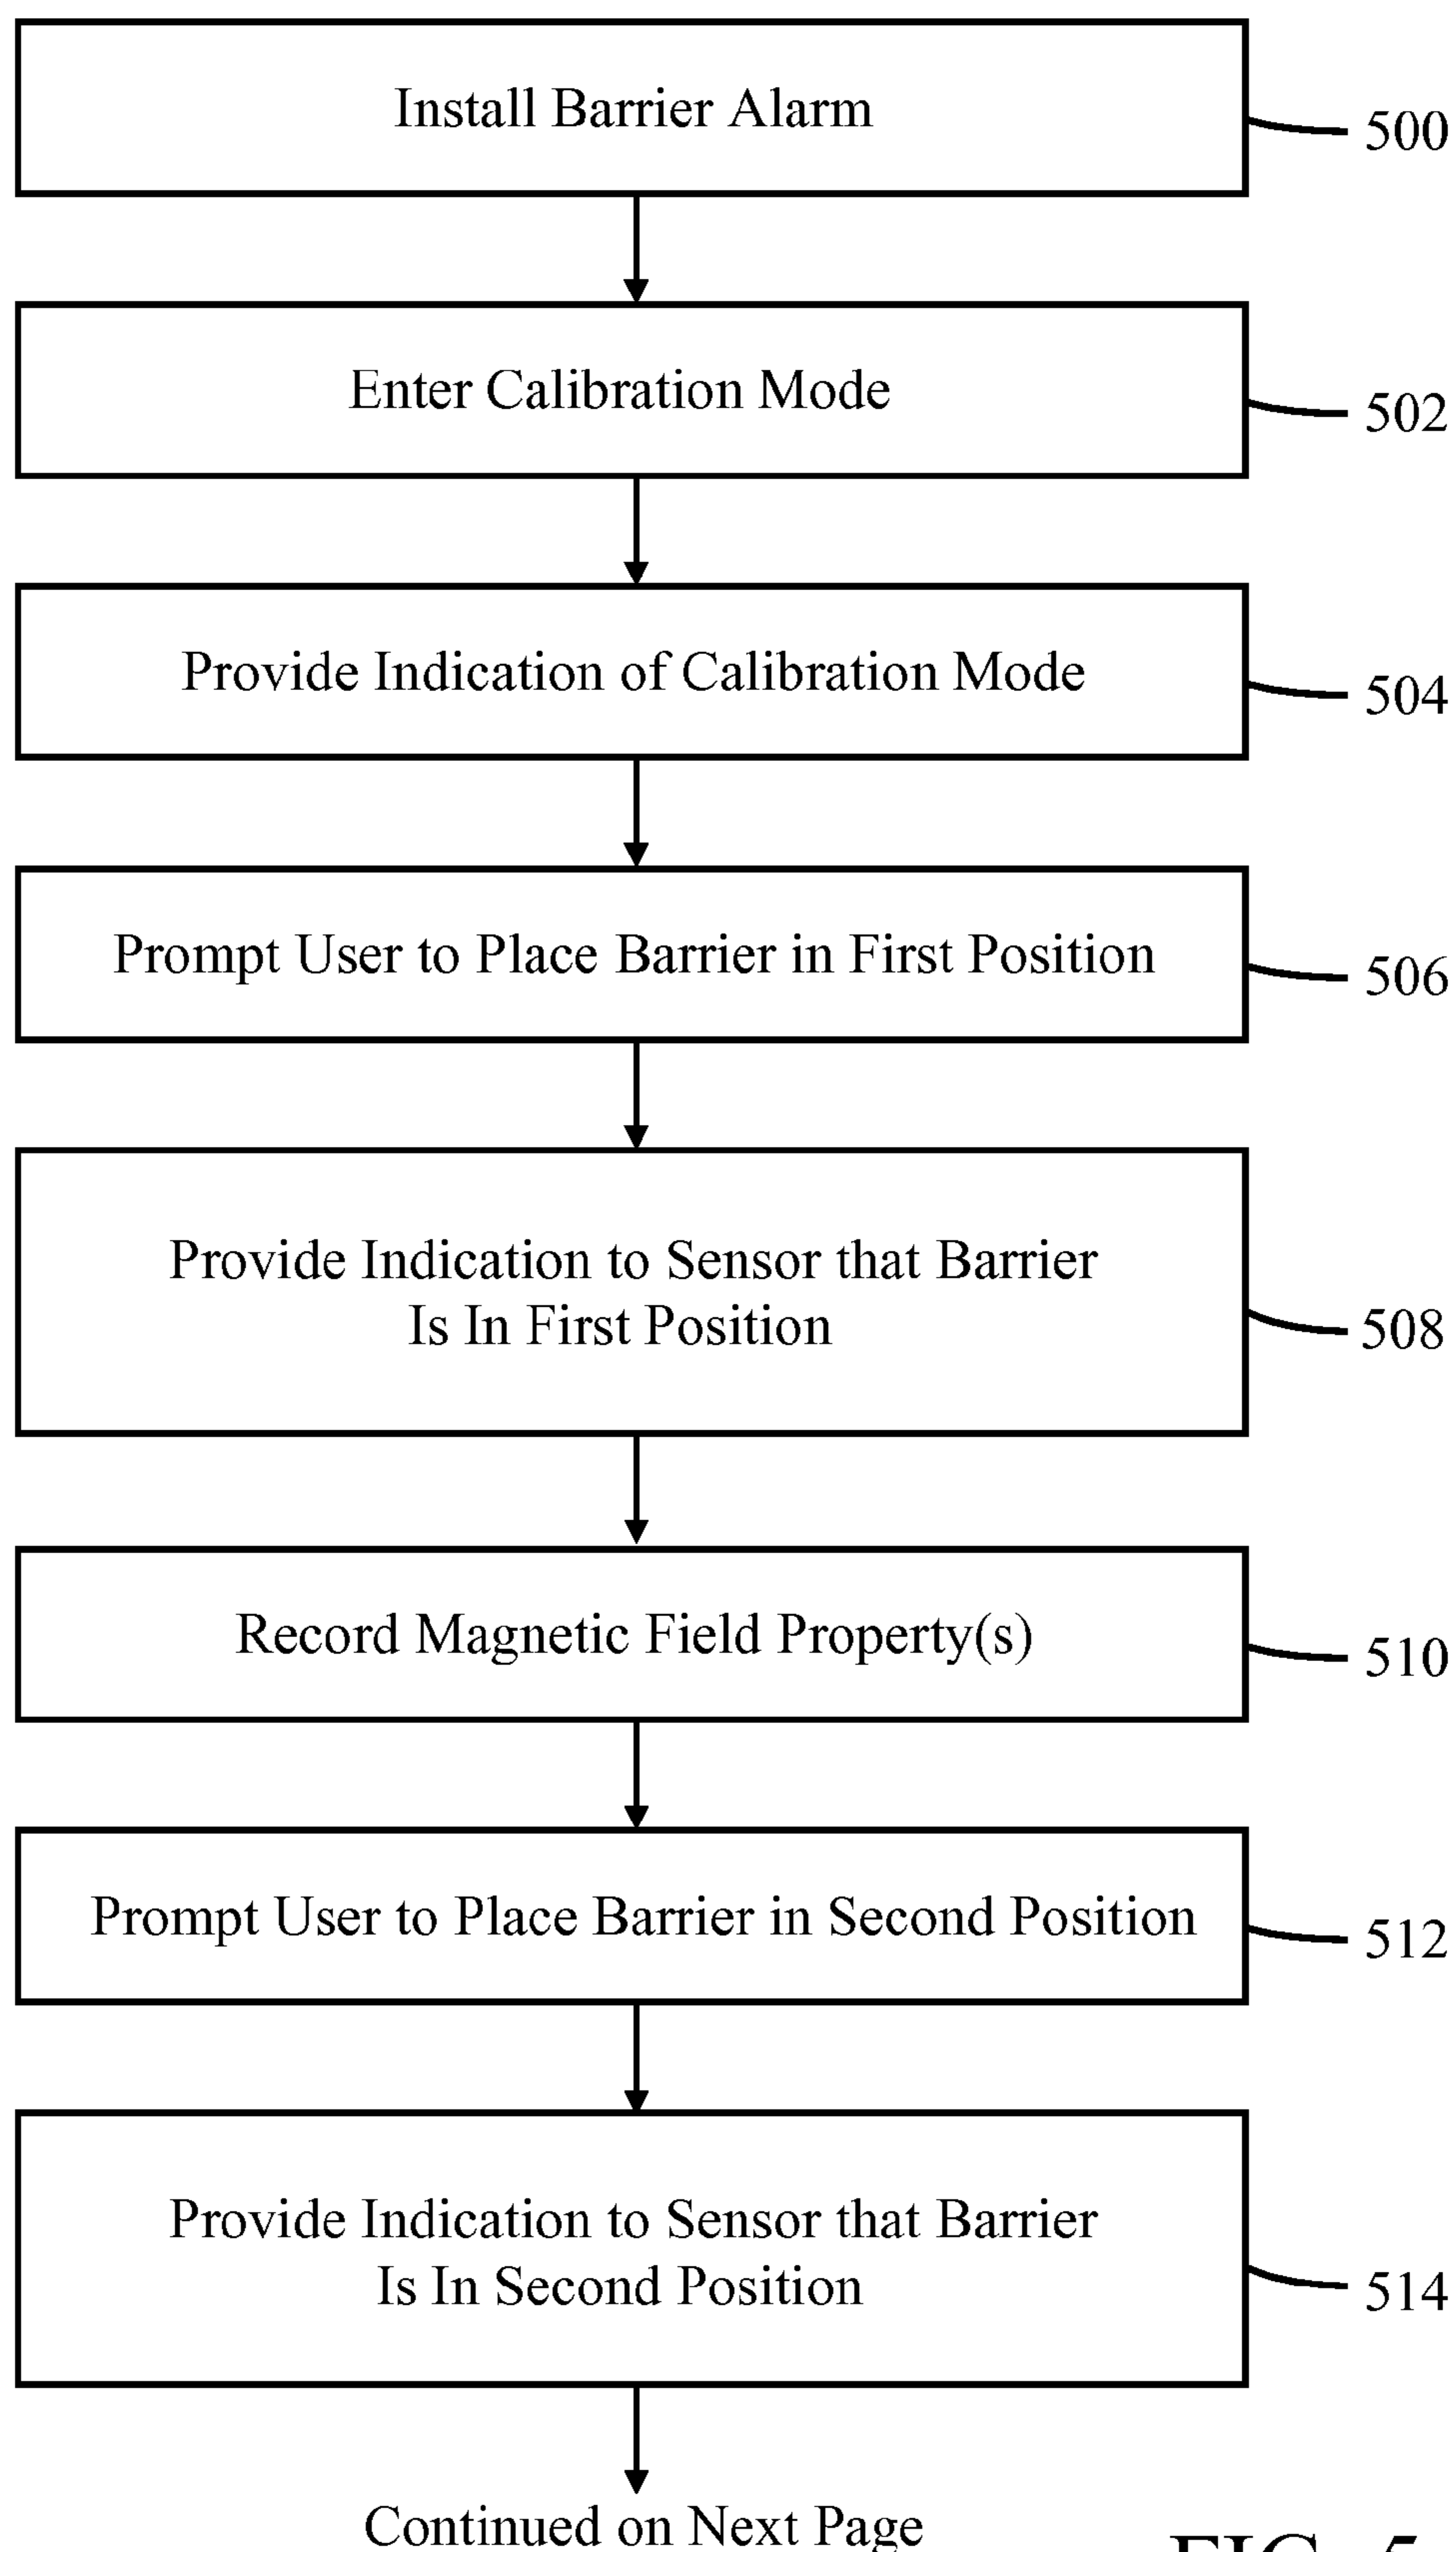 Install Barrier Alarm
500
Enter Calibration Mode
502
Provide Indication of Calibration Mode
504
Prompt User to Place Barrier in First Position
506
Provide Indication to Sensor that Barrier
Is In First Position
508
Record Magnetic Field Property(s)
510
Prompt User to Place Barrier in Second Position
512
Provide Indication to Sensor that Barrier
Is In Second Position
514
Continued on Next Page
FIG. 5